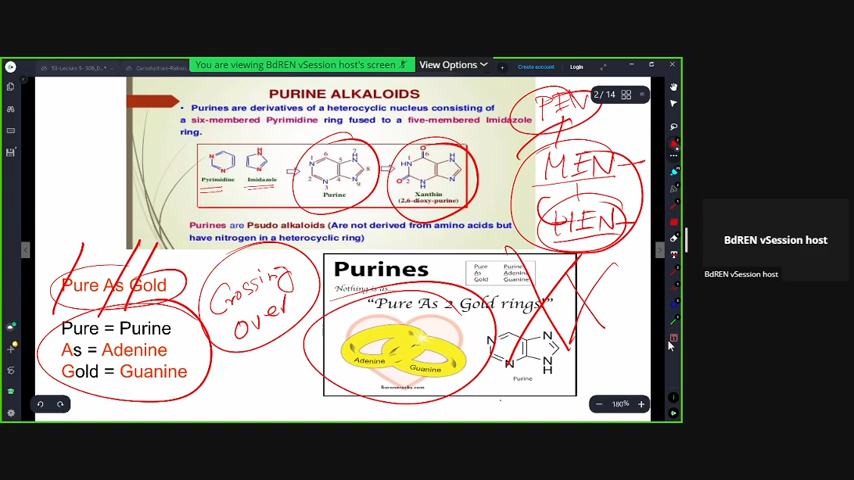 You are viewing BdREN vSession host's screen
View Options
Create account
Login
2/14
PURINE ALKALOIDS
• Purines are derivatives of a heterocyclic nucleus consisting of
a six-membered Pyrimidine ring fused to a five-membered Imidazole
ring.
Pyrimidine
Imidazole
Purine
Xanthin
(2,6-dioxy-purine)
Purines are Psudo alkaloids (Are not derived from amino acids but
have nitrogen in a heterocyclic ring)
PEN
MEN
Crossing
over
Pure As Gold
Pure = Purine
As = Adenine
Gold = Guanine
Purines
Nothing is as...
Pure Purines
As Adenine
Gold Guanine
“Pure As 2 Gold rings”
Adenine
Guanine
Purine
180%
BdREN vSession host
BdREN vSession host